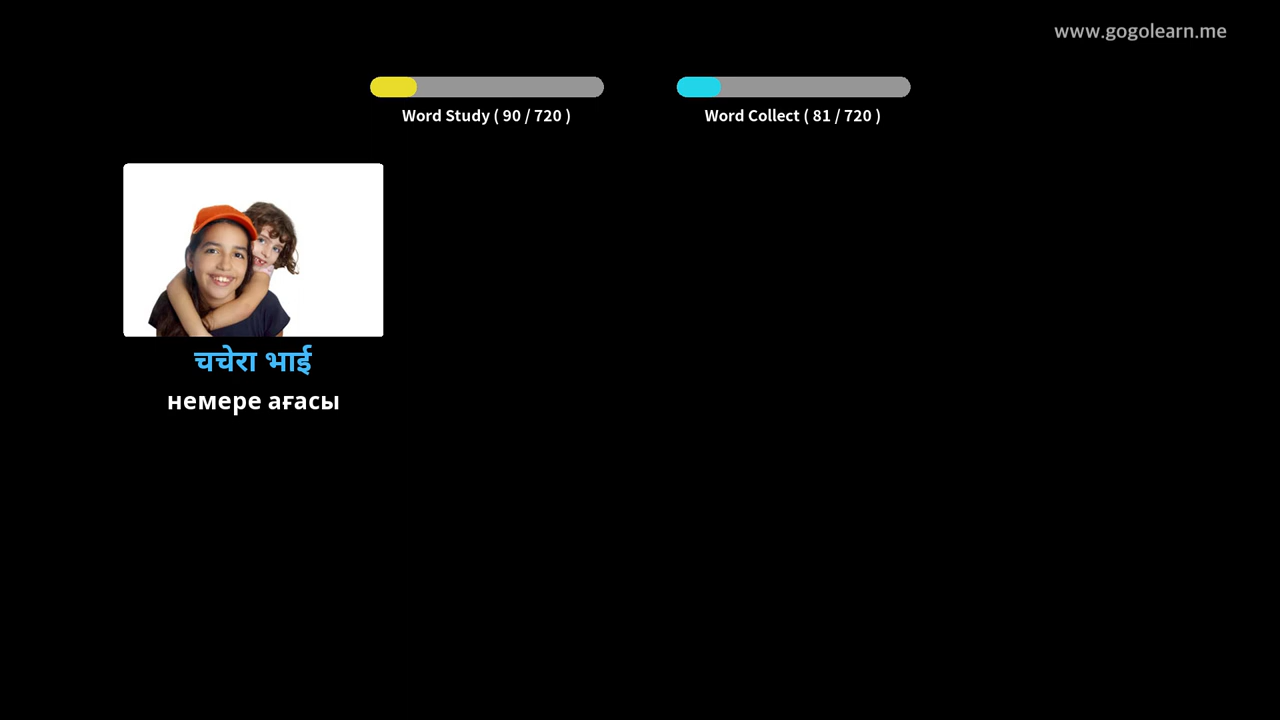 www.gogolearn.me
Word Study ( 90 / 720 )
Word Collect ( 81 / 720 )
चचेरा भाई
немере ағасы